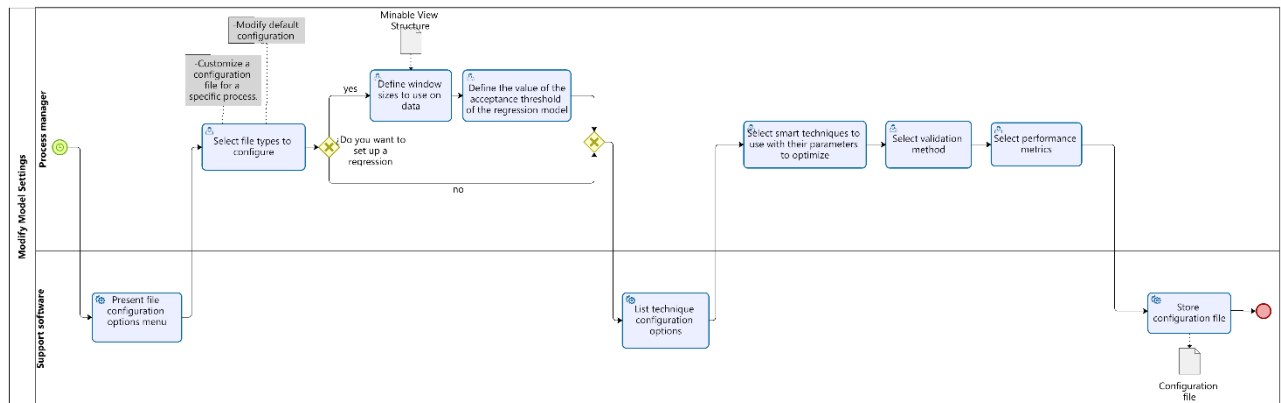 Modify Model Settings
Process manager
-Modify default
configuration
-Customize a
configuration
file for a
specific process.
Select file types to
configure
¿Do you want to
set up a
regression
yes
no
Minable View
Structure
Define window
sizes to use on
data
Define the value of the
acceptance threshold
of the regression model
Select smart techniques to
use with their parameters
to optimize
Select validation
method
Select performance
metrics
Support software
Present file
configuration
options menu
List technique
configuration
options
Store
configuration file
Configuration
file